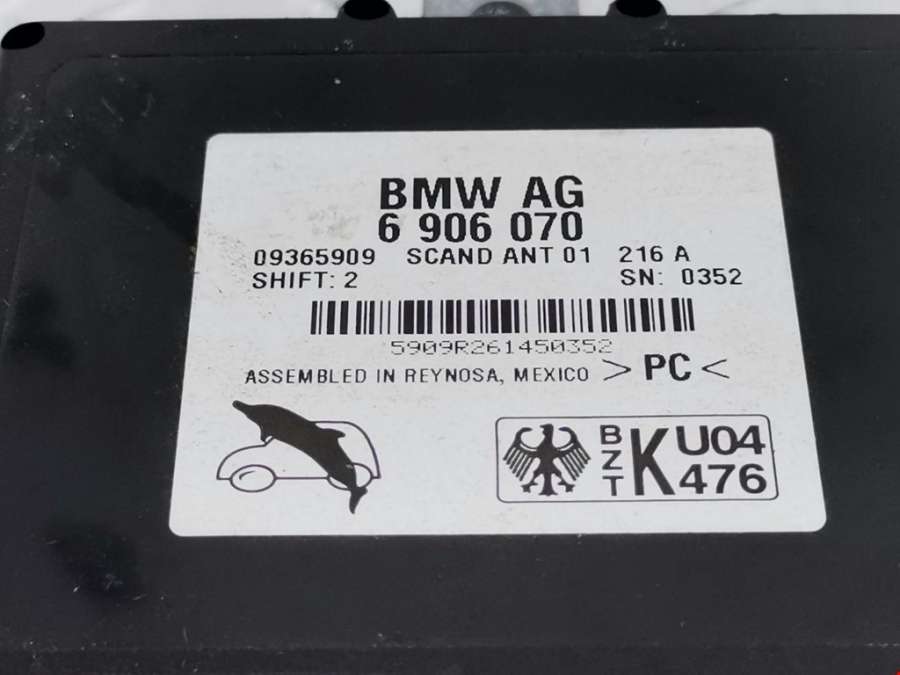 BMW AG
6 906 070
09365909 SCAND ANT 01 216 A
SHIFT: 2 SN: 0352
5909R261450352
ASSEMBLED IN REYNOSA, MEXICO >PC<
BZT K U04 476